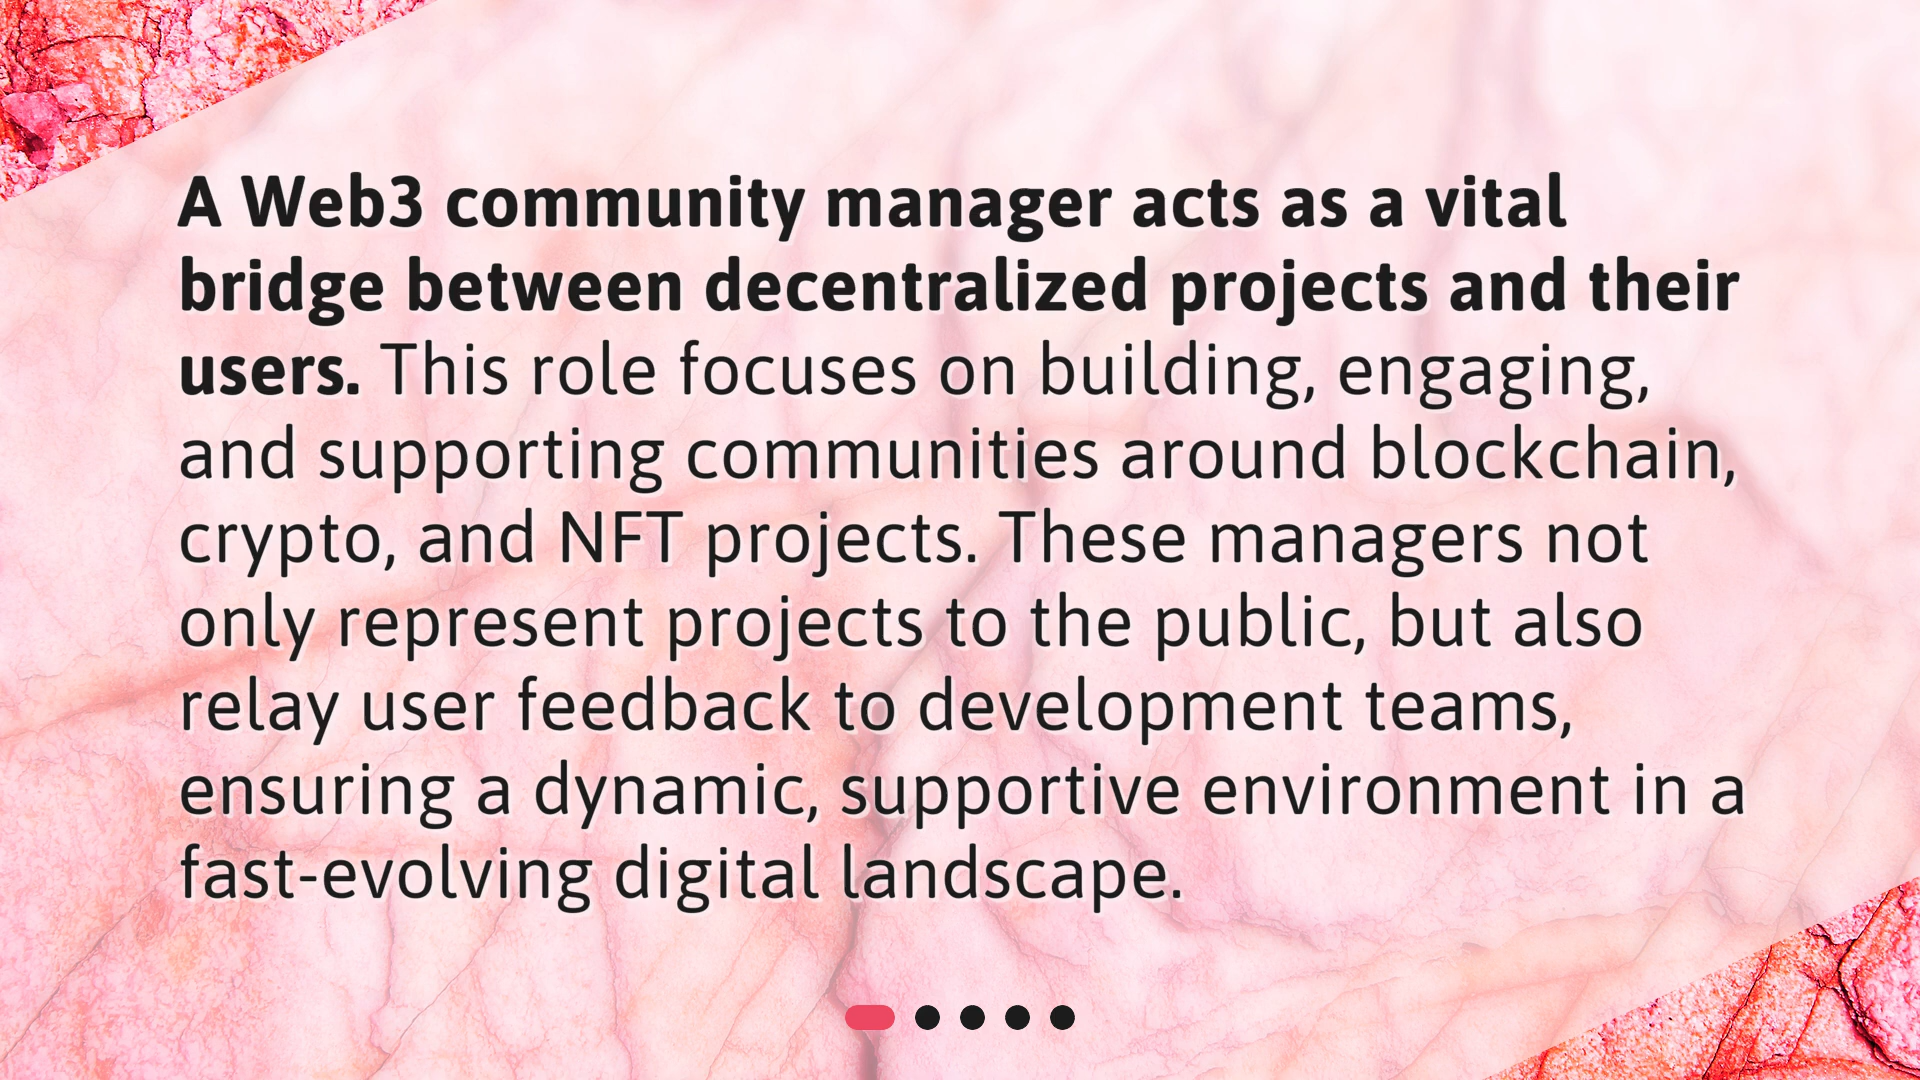 A Web3 community manager acts as a vital
bridge between decentralized projects and their
users. This role focuses on building, engaging,
and supporting communities around blockchain,
crypto, and NFT projects. These managers not
only represent projects to the public, but also
relay user feedback to development teams,
ensuring a dynamic, supportive environment in a
fast-evolving digital landscape.